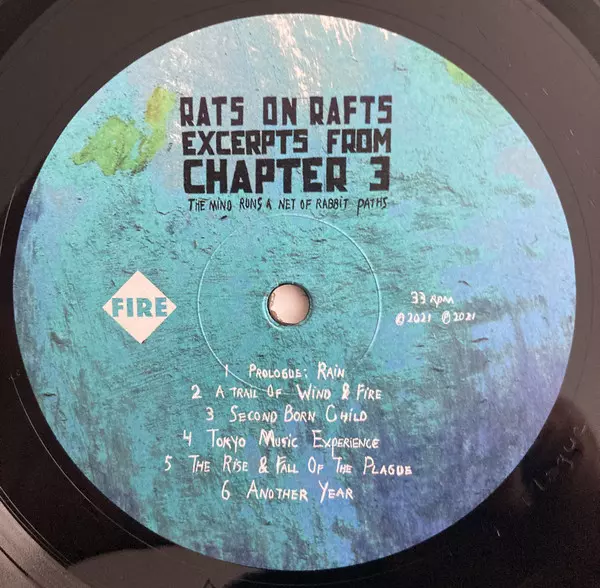 RATS ON RAFTS
EXCERPTS FROM
CHAPTER 3
THE MIND RUNS A NET OF RABBIT PATHS
FIRE
33 RPM
℗2021 ©2021
1 PROLOGUE: RAIN
2 A TRAIL OF WIND & FIRE
3 SECOND BORN CHILD
4 TOKYO MUSIC EXPERIENCE
5 THE RISE & FALL OF THE PLAGUE
6 ANOTHER YEAR